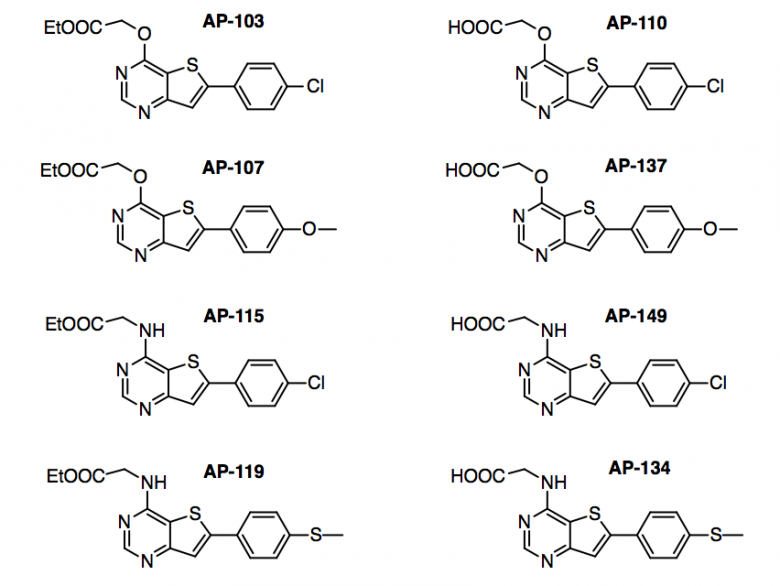 AP-103
EtOOC O
S
N
N
Cl
AP-110
HOOC O
S
N
N
Cl
AP-107
EtOOC O
S
N
N
O
AP-137
HOOC O
S
N
N
O
AP-115
EtOOC NH
S
N
N
Cl
AP-149
HOOC NH
S
N
N
Cl
AP-119
EtOOC NH
S
N
N
S
AP-134
HOOC NH
S
N
N
S